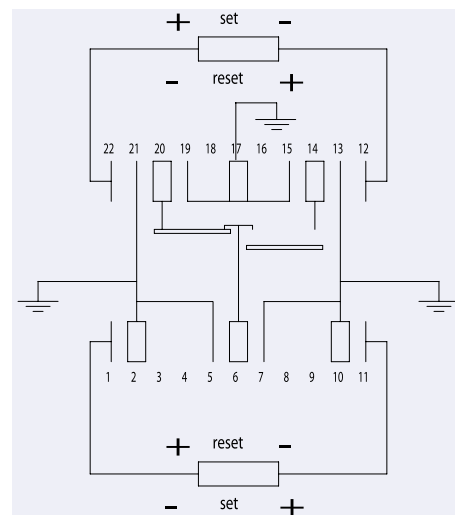 + set -
- reset +
22 21 20 19 18 17 16 15 14 13 12
1 2 3 4 5 6 7 8 9 10 11
+ reset -
- set +